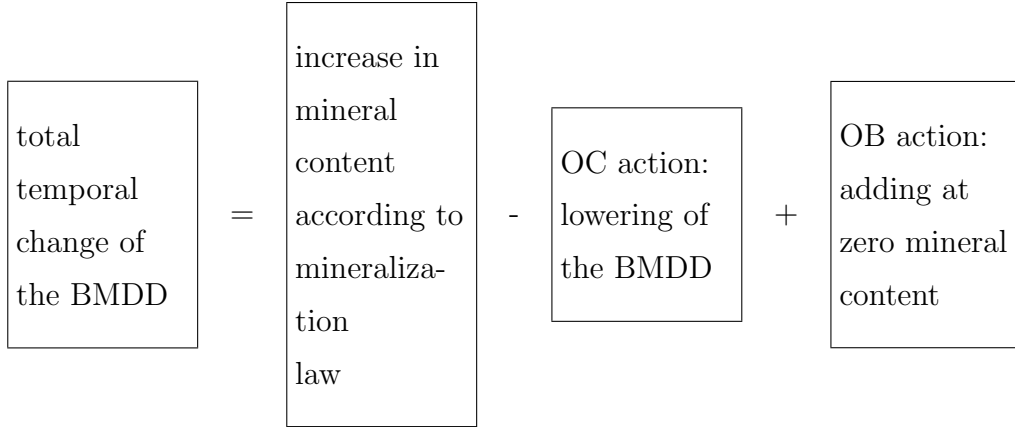 total
temporal
change of
the BMDD
=
increase in
mineral
content
according to
mineraliza-
tion
law
-
OC action:
lowering of
the BMDD
+
OB action:
adding at
zero mineral
content